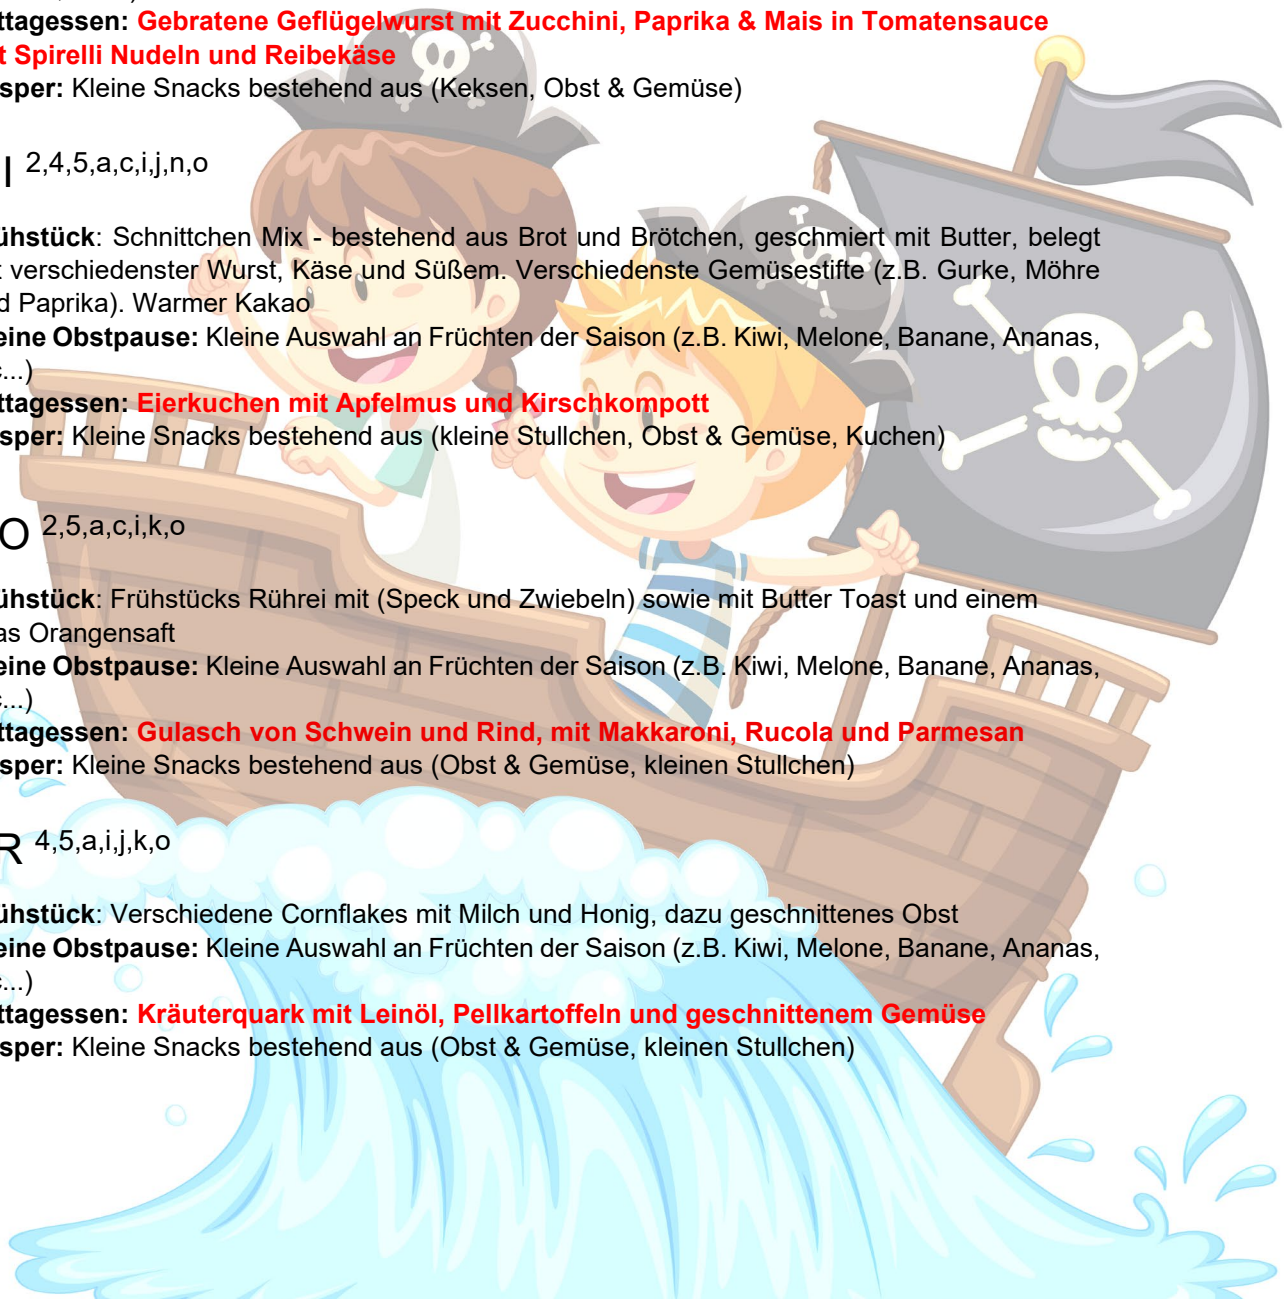 ttagessen: Gebratene Geflügelwurst mit Zucchini, Paprika & Mais in Tomatensauce
t Spirelli Nudeln und Reibekäse
sper: Kleine Snacks bestehend aus (Keksen, Obst & Gemüse)
I 2,4,5,a,c,i,j,n,o
ühstück: Schnittchen Mix - bestehend aus Brot und Brötchen, geschmiert mit Butter, belegt
t verschiedenster Wurst, Käse und Süßem. Verschiedenste Gemüsestifte (z.B. Gurke, Möhre
d Paprika). Warmer Kakao
eine Obstpause: Kleine Auswahl an Früchten der Saison (z.B. Kiwi, Melone, Banane, Ananas,
c...)
ttagessen: Eierkuchen mit Apfelmus und Kirschkompott
sper: Kleine Snacks bestehend aus (kleine Stullchen, Obst & Gemüse, Kuchen)
O 2,5,a,c,i,k,o
ühstück: Frühstücks Rührei mit (Speck und Zwiebeln) sowie mit Butter Toast und einem
as Orangensaft
eine Obstpause: Kleine Auswahl an Früchten der Saison (z.B. Kiwi, Melone, Banane, Ananas,
c...)
ttagessen: Gulasch von Schwein und Rind, mit Makkaroni, Rucola und Parmesan
sper: Kleine Snacks bestehend aus (Obst & Gemüse, kleinen Stullchen)
R 4,5,a,i,j,k,o
ühstück: Verschiedene Cornflakes mit Milch und Honig, dazu geschnittenes Obst
eine Obstpause: Kleine Auswahl an Früchten der Saison (z.B. Kiwi, Melone, Banane, Ananas,
c...)
ttagessen: Kräuterquark mit Leinöl, Pellkartoffeln und geschnittenem Gemüse
sper: Kleine Snacks bestehend aus (Obst & Gemüse, kleinen Stullchen)